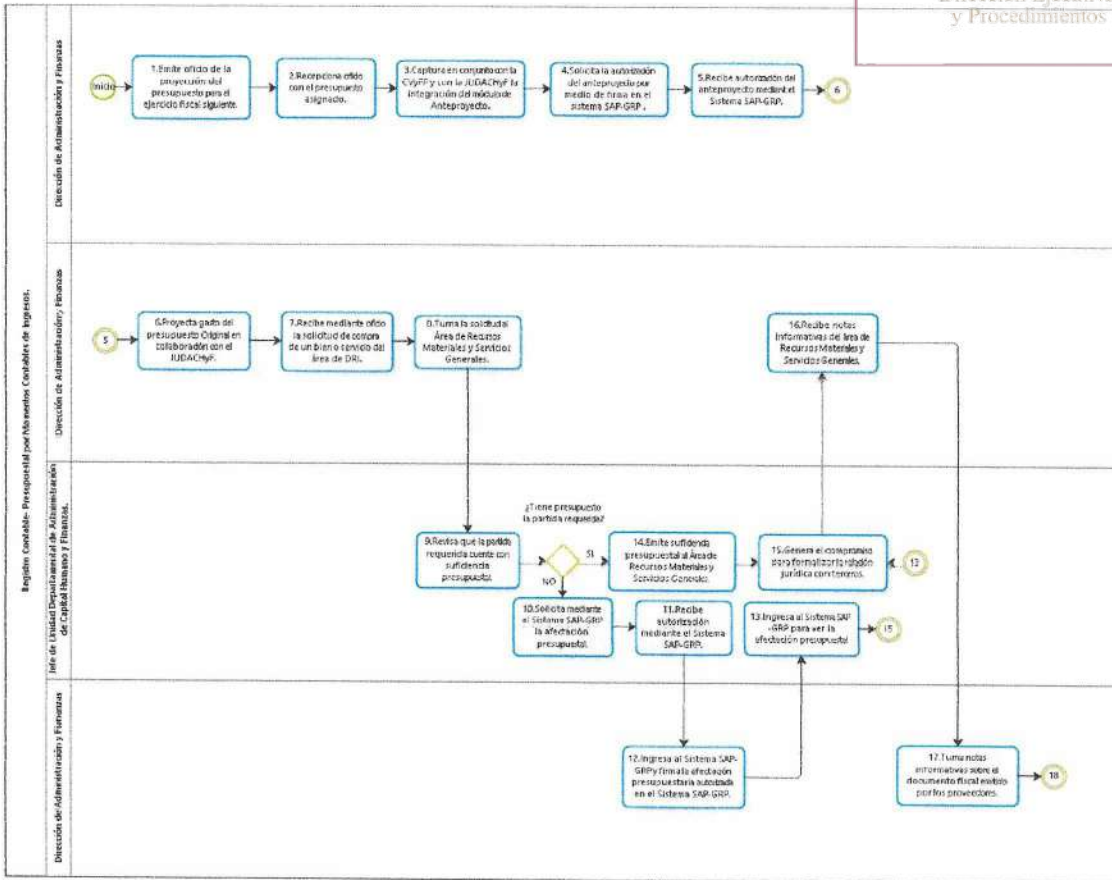 Dirección Ejecutiva
y Procedimientos
Registro Contable- Presupuestal por Momentos Contables de Ingresos.
Dirección de Administración y Finanzas
Inicio
1.Emite oficio de la
proyección del
presupuesto para el
ejercicio fiscal siguiente.
2.Recepciona oficio
con el presupuesto
asignado.
3.Captura en conjunto con la
CVyFP y con la JUDACHyF la
integración del módulo de
Anteproyecto.
4.Solicita la autorización
del anteproyecto por
medio de firma en el
sistema SAP-GRP .
5.Recibe autorización del
anteproyecto mediant el
Sistema SAP-GRP.
6
Dirección de Administración y Finanzas
5
6.Proyecta gasto del
presupuesto Original en
colaboración con el
JUDACHyF.
7.Recibe mediante ofido
la solicitud de compra
de un bien o servicio del
área de DRI.
8.Turna la solicitud al
Área de Recursos
Materiales y Servicios
Generales.
16.Recibe notas
Informativas del área de
Recursos Materiales y
Servicios Generales.
Jefe de Unidad Departamental de Administración
de Capital Humano y Finanzas.
¿Tiene presupuesto
la partida requerida?
9.Revisa que la partida
requerida cuente con
suficiencia
presupuestal.
SI
NO
14.Emite suficiencia
presupuestal al Área de
Recursos Materiales y
Servicios Generales.
15.Genera el compromiso
para formalizar la relación
jurídica con terceros.
13
10.Solicita mediante
el Sistema SAP-GRP
la afectación
presupuestal.
11.Recibe
autorización
mediante el Sistema
SAP-GRP.
13.Ingresa al Sistema SAP
-GRP para ver la
afectación presupuestal
15
Dirección de Administración y Finanzas
12.Ingresa al Sistema SAP-
GRP y firma la afectación
presupuestaria autorizada
en el Sistema SAP-GRP.
17.Turna notas
informativas sobre el
documento fiscal emitido
por los proveedores.
18